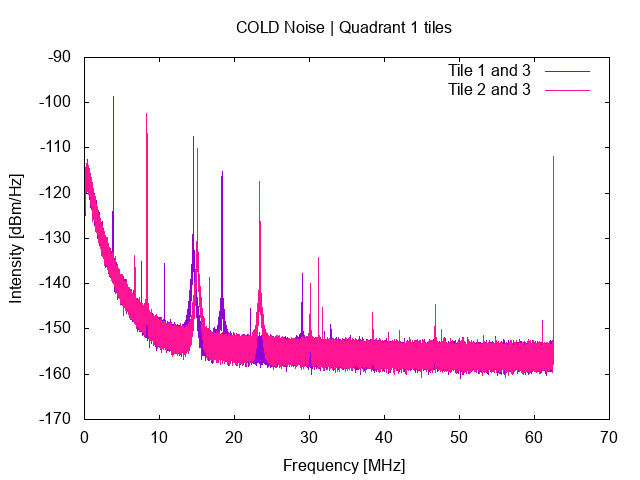 COLD Noise | Quadrant 1 tiles
Tile 1 and 3
Tile 2 and 3
Intensity [dBm/Hz]
-90
-100
-110
-120
-130
-140
-150
-160
-170
0 10 20 30 40 50 60 70
Frequency [MHz]